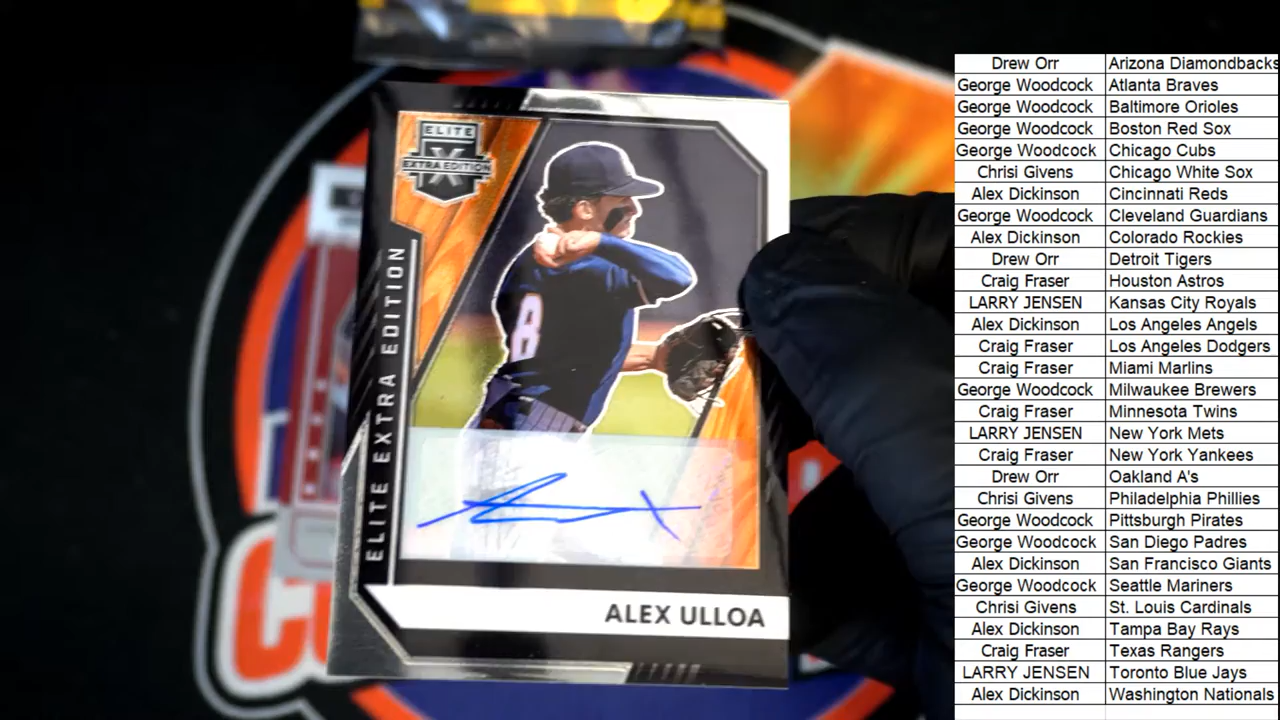 ELITE
X
EXTRA EDITION
ELITE EXTRA EDITION
8
ALEX ULLOA
Drew Orr Arizona Diamondbacks
George Woodcock Atlanta Braves
George Woodcock Baltimore Orioles
George Woodcock Boston Red Sox
George Woodcock Chicago Cubs
Chrisi Givens Chicago White Sox
Alex Dickinson Cincinnati Reds
George Woodcock Cleveland Guardians
Alex Dickinson Colorado Rockies
Drew Orr Detroit Tigers
Craig Fraser Houston Astros
LARRY JENSEN Kansas City Royals
Alex Dickinson Los Angeles Angels
Craig Fraser Los Angeles Dodgers
Craig Fraser Miami Marlins
George Woodcock Milwaukee Brewers
Craig Fraser Minnesota Twins
LARRY JENSEN New York Mets
Craig Fraser New York Yankees
Drew Orr Oakland A's
Chrisi Givens Philadelphia Phillies
George Woodcock Pittsburgh Pirates
George Woodcock San Diego Padres
Alex Dickinson San Francisco Giants
George Woodcock Seattle Mariners
Chrisi Givens St. Louis Cardinals
Alex Dickinson Tampa Bay Rays
Craig Fraser Texas Rangers
LARRY JENSEN Toronto Blue Jays
Alex Dickinson Washington Nationals